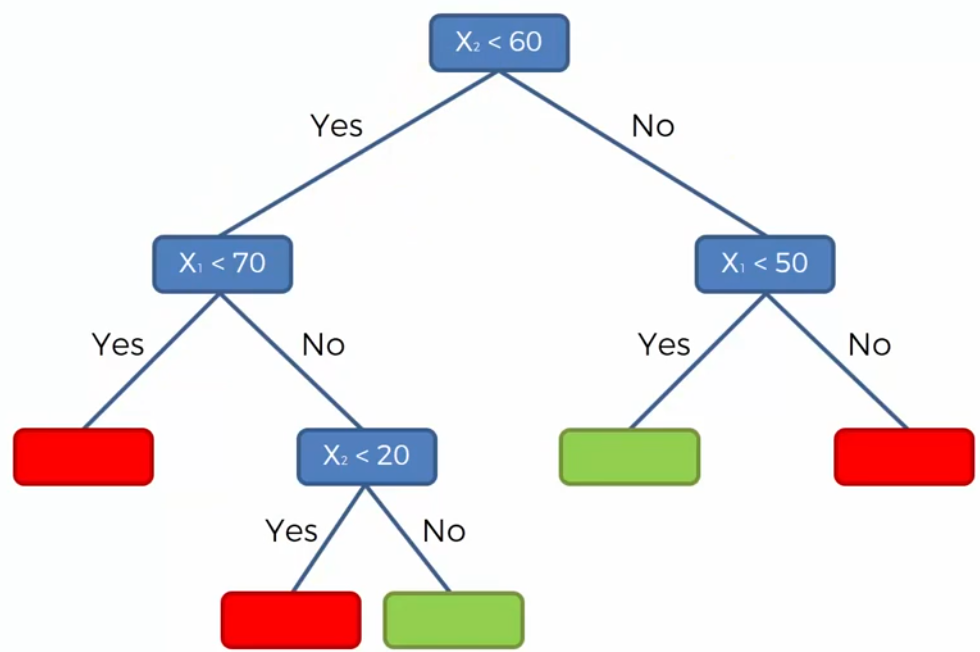 X₂ < 60
Yes
No
X₁ < 70
X₁ < 50
Yes
No
Yes
No
X₂ < 20
Yes
No